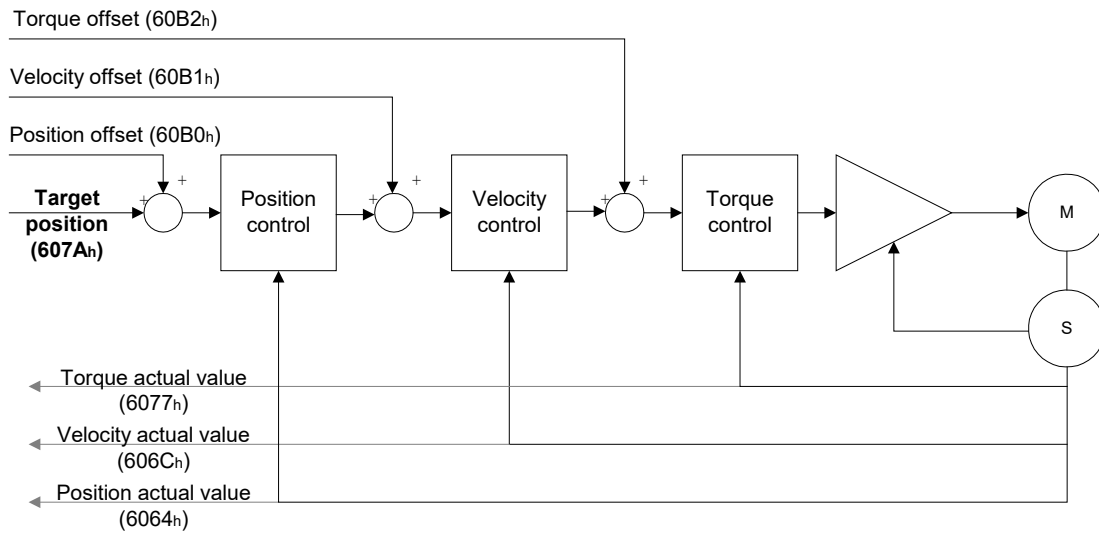 Torque offset (60B2h)
Velocity offset (60B1h)
Position offset (60B0h)
+
+
Target
position
(607Ah)
Position
control
+
+
Velocity
control
+
+
Torque
control
M
S
Torque actual value
(6077h)
Velocity actual value
(606Ch)
Position actual value
(6064h)